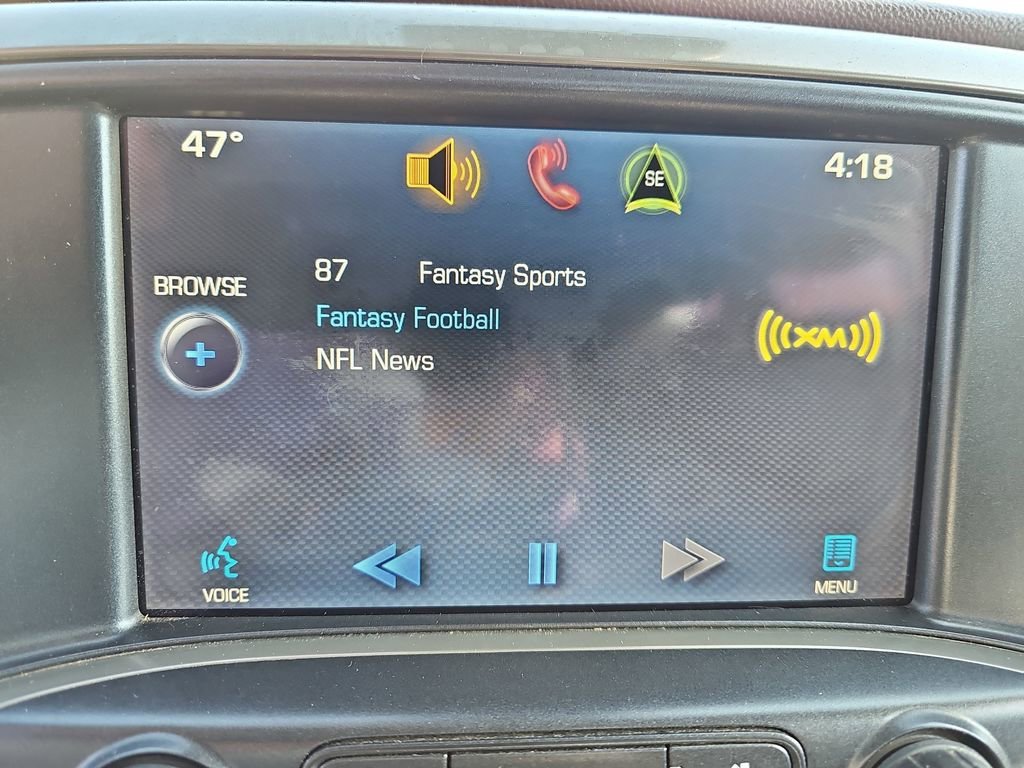 47°
SE
4:18
BROWSE
87 Fantasy Sports
Fantasy Football
NFL News
XM
VOICE
MENU